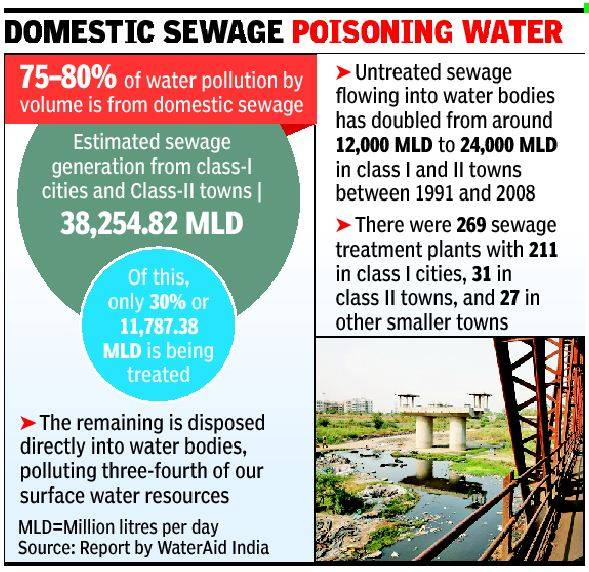 DOMESTIC SEWAGE POISONING WATER
75-80% of water pollution by
volume is from domestic sewage
Estimated sewage
generation from class-I
cities and Class-II towns |
38,254.82 MLD
Of this,
only 30% or
11,787.38
MLD is being
treated
➤ The remaining is disposed
directly into water bodies,
polluting three-fourth of our
surface water resources
MLD=Million litres per day
Source: Report by WaterAid India
➤ Untreated sewage
flowing into water bodies
has doubled from around
12,000 MLD to 24,000 MLD
in class I and II towns
between 1991 and 2008
➤ There were 269 sewage
treatment plants with 211
in class I cities, 31 in
class II towns, and 27 in
other smaller towns